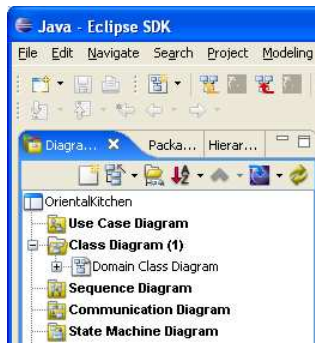 Java - Eclipse SDK
File Edit Navigate Search Project Modeling
Diagra... Packa... Hierar...
OrientalKitchen
Use Case Diagram
Class Diagram (1)
Domain Class Diagram
Sequence Diagram
Communication Diagram
State Machine Diagram